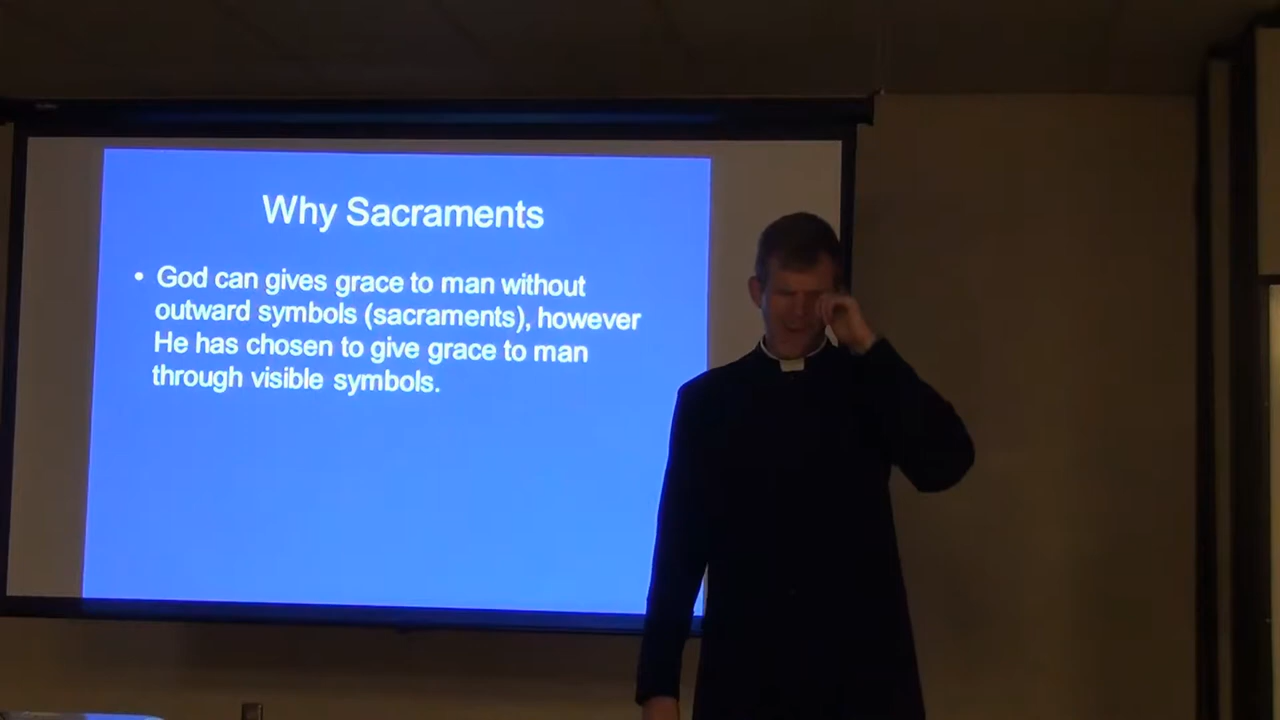 Why Sacraments
• God can gives grace to man without
outward symbols (sacraments), however
He has chosen to give grace to man
through visible symbols.